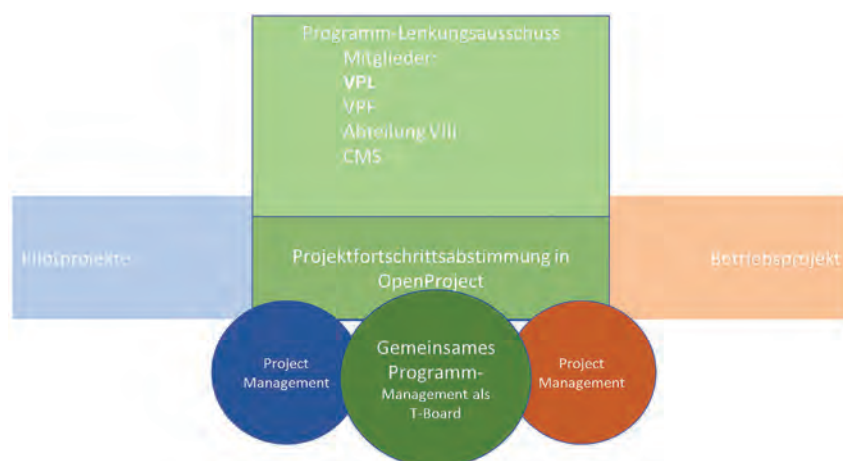 Programm-Lenkungsausschuss
Mitglieder:
VPL
VPF
Abteilung VIII
CMS
Pilotprojekte
Projektfortschrittsabstimmung in
OpenProject
Betriebsprojekt
Project
Management
Gemeinsames
Programm-
Management als
T-Board
Project
Management